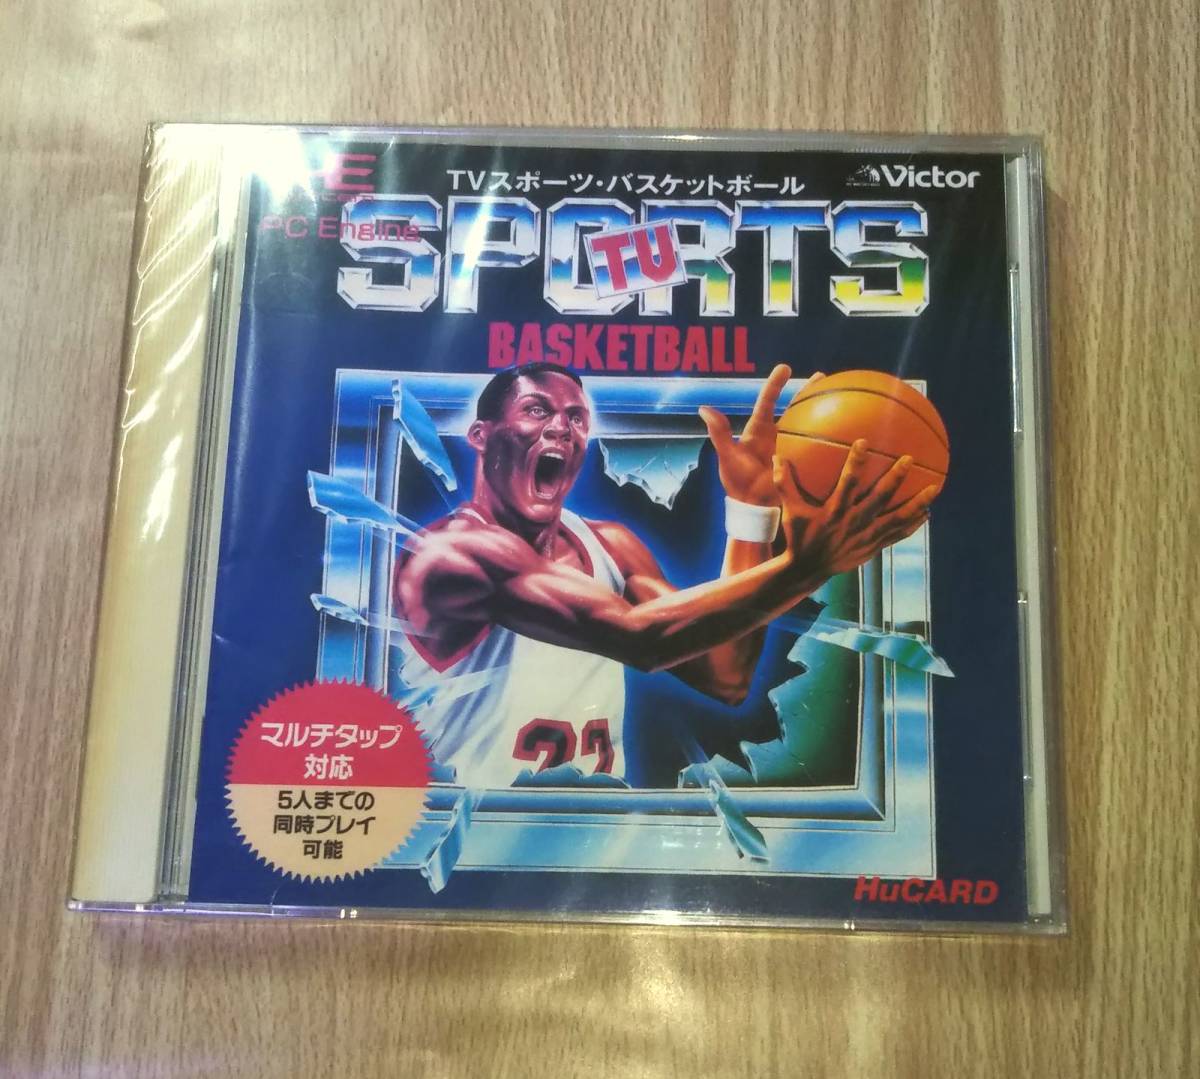 TVスポーツ・バスケットボール
Victor
PC Engine
SPORTS
TV
BASKETBALL
22
マルチタップ
対応
5人までの
同時プレイ
可能
HuCARD